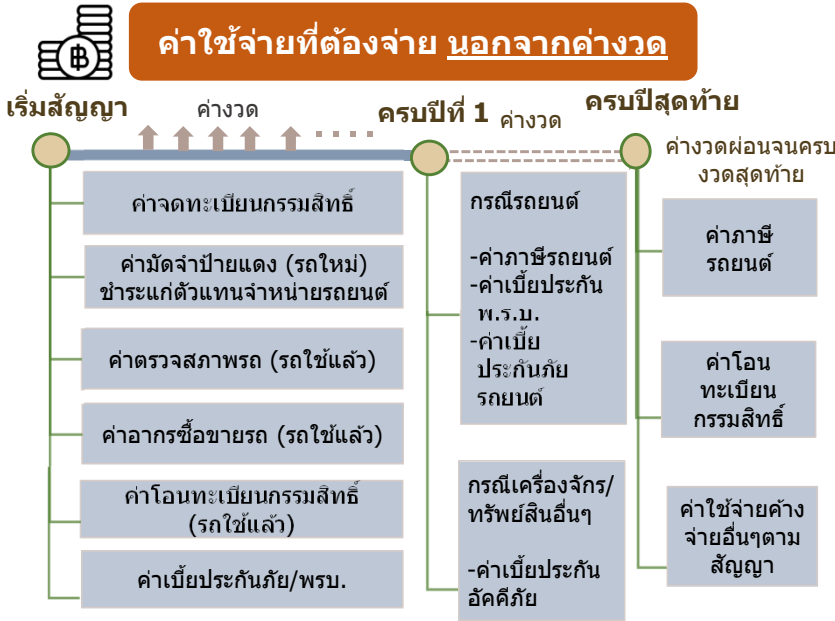 ค่าใช้จ่ายที่ต้องจ่าย นอกจากค่างวด
เริ่มสัญญา
ค่างวด
ครบปีที่ 1
ค่างวด
ครบปีสุดท้าย
ค่างวดผ่อนจนครบ
งวดสุดท้าย
ค่าจดทะเบียนกรรมสิทธิ์
ค่ามัดจำป้ายแดง (รถใหม่)
ชำระแก่ตัวแทนจำหน่ายรถยนต์
ค่าตรวจสภาพรถ (รถใช้แล้ว)
ค่าอากรซื้อขายรถ (รถใช้แล้ว)
ค่าโอนทะเบียนกรรมสิทธิ์
(รถใช้แล้ว)
ค่าเบี้ยประกันภัย/พรบ.
กรณีรถยนต์
-ค่าภาษีรถยนต์
-ค่าเบี้ยประกัน
พ.ร.บ.
-ค่าเบี้ย
ประกันภัย
รถยนต์
กรณีเครื่องจักร/
ทรัพย์สินอื่นๆ
-ค่าเบี้ยประกัน
อัคคีภัย
ค่าภาษี
รถยนต์
ค่าโอน
ทะเบียน
กรรมสิทธิ์
ค่าใช้จ่ายค้าง
จ่ายอื่นๆตาม
สัญญา